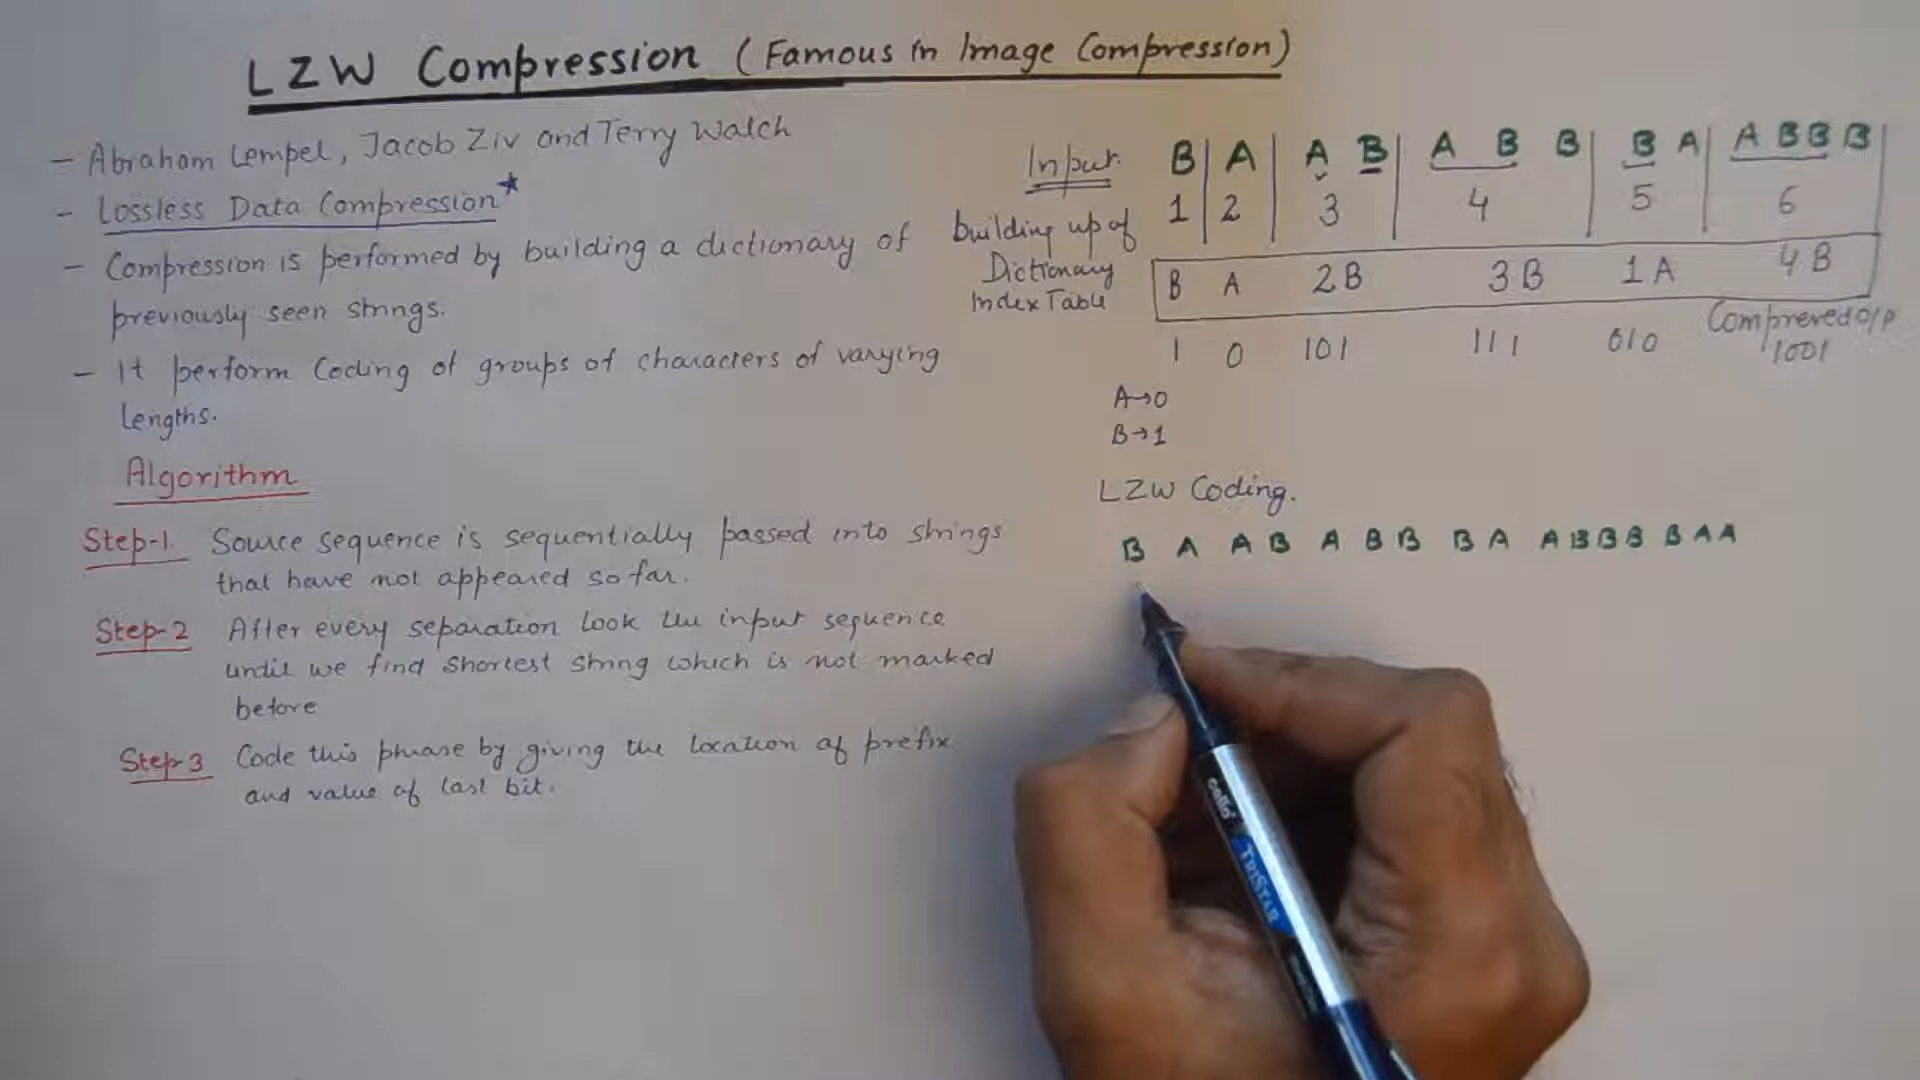 LZW Compression (Famous in Image Compression)
- Abraham Lempel, Jacob Ziv and Terry Walch
- Lossless Data Compression*
- Compression is performed by building a dictionary of
previously seen strings.
- It perform Coding of groups of characters of varying
lengths.
Algorithm
Step-1. Source sequence is sequentially passed into strings
that have not appeared so far.
Step-2 After every separation look the input sequence
until we find shortest string which is not marked
before
Step-3 Code this phrase by giving the location of prefix
and value of last bit.
Input. B | A | A B | A B B | B A | A B B B |
1 | 2 | 3 | 4 | 5 | 6
building up of
Dictionary
Index Table
B A 2B 3B 1A 4B
Compressed o/p
1 0 101 111 010 1001
A→0
B→1
LZW Coding.
B A A B A B B B A A B B B B A A
cello
TRISTAR